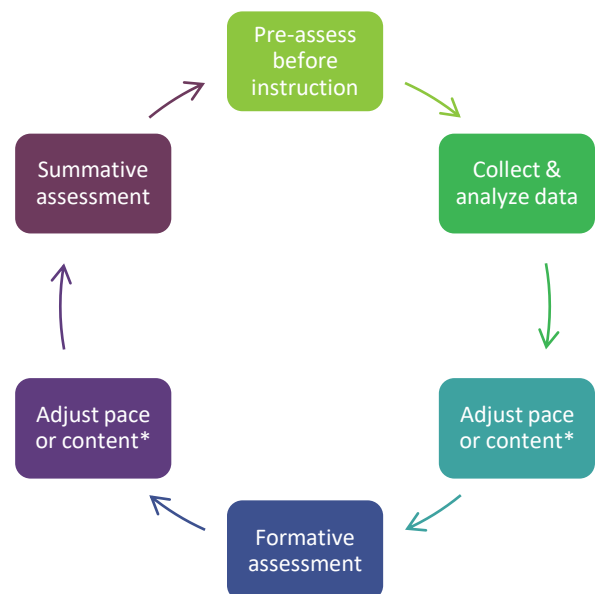 Pre-assess
before
instruction
Collect &
analyze data
Adjust pace
or content*
Formative
assessment
Adjust pace
or content*
Summative
assessment